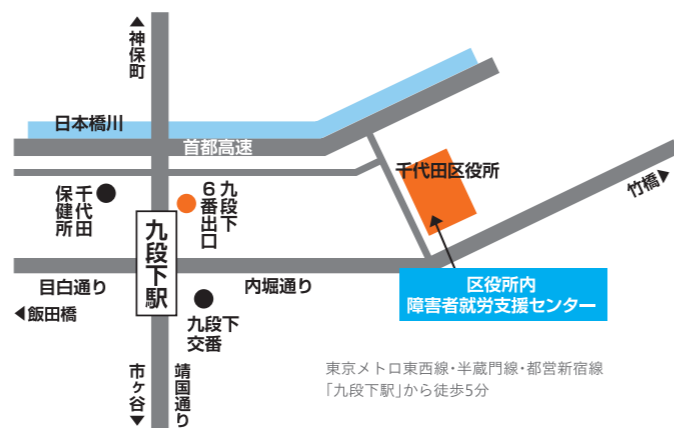 ▲神保町
日本橋川
首都高速
千代田区役所
竹橋▶
千代田
保健所
九段下
6番出口
九段下駅
目白通り
内堀通り
◀飯田橋
九段下
交番
区役所内
障害者就労支援センター
市ヶ谷▼
靖国通り
東京メトロ東西線・半蔵門線・都営新宿線
「九段下駅」から徒歩5分